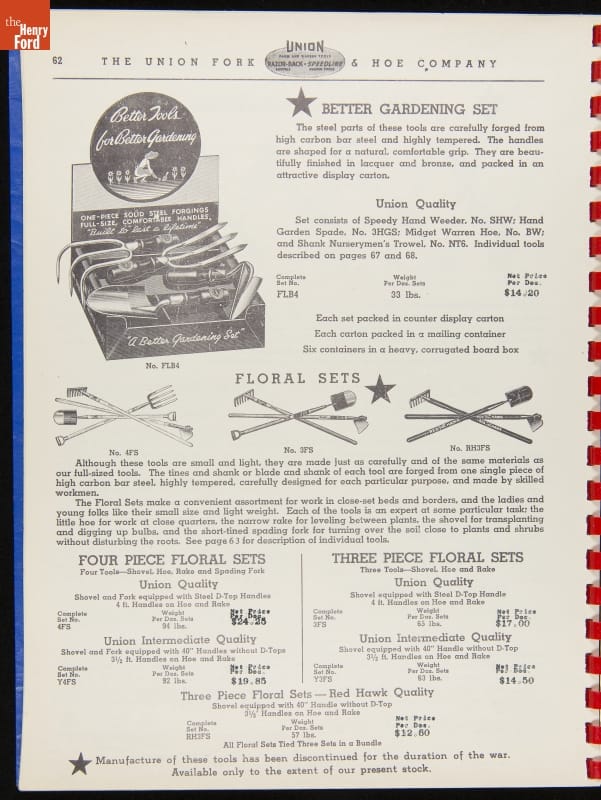 the
Henry
Ford
62 THE UNION FORK & HOE COMPANY
UNION
FARM AND GARDEN TOOLS
RAZOR-BACK SPEEDLINE
Better Tools
for Better Gardening
ONE-PIECE SOLID STEEL FORGINGS
FULL-SIZE, COMFORTABLE HANDLES
"Built to last a lifetime"
"A Better Gardening Set"
No. FLB4
BETTER GARDENING SET
The steel parts of these tools are carefully forged from
high carbon bar steel and highly tempered. The handles
are shaped for a natural, comfortable grip. They are beau-
tifully finished in lacquer and bronze, and packed in an
attractive display carton.
Union Quality
Set consists of Speedy Hand Weeder, No. SHW; Hand
Garden Spade, No. 3HGS; Midget Warren Hoe, No. BW;
and Shank Nurserymen's Trowel, No. NT6. Individual tools
described on pages 67 and 68.
Complete Set No. Weight Per Doz. Sets Net Price Per Doz.
FLB4 33 lbs. $14.20
Each set packed in counter display carton
Each carton packed in a mailing container
Six containers in a heavy, corrugated board box
FLORAL SETS
No. 4FS
No. 3FS
No. RH3FS
Although these tools are small and light, they are made just as carefully and of the same materials as
our full-sized tools. The tines and shank or blade and shank of each tool are forged from one single piece of
high carbon bar steel, highly tempered, carefully designed for each particular purpose, and made by skilled
workmen.
The Floral Sets make a convenient assortment for work in close-set beds and borders, and the ladies and
young folks like their small size and light weight. Each of the tools is an expert at some particular task; the
little hoe for work at close quarters, the narrow rake for leveling between plants, the shovel for transplanting
and digging up bulbs, and the short-tined spading fork for turning over the soil close to plants and shrubs
without disturbing the roots. See page 63 for description of individual tools.
FOUR PIECE FLORAL SETS
Four Tools—Shovel, Hoe, Rake and Spading Fork
Union Quality
Shovel and Fork equipped with Steel D-Top Handles
4 ft. Handles on Hoe and Rake
Complete Set No. Weight Per Doz. Sets Net Price Per Doz.
4FS 94 lbs. $24.25
Union Intermediate Quality
Shovel and Fork equipped with 40" Handles without D-Tops
3½ ft. Handles on Hoe and Rake
Complete Set No. Weight Per Doz. Sets Net Price Per Doz.
Y4FS 92 lbs. $19.85
THREE PIECE FLORAL SETS
Three Tools—Shovel, Hoe and Rake
Union Quality
Shovel equipped with Steel D-Top Handle
4 ft. Handles on Hoe and Rake
Complete Set No. Weight Per Doz. Sets Net Price Per Doz.
3FS 65 lbs. $17.00
Union Intermediate Quality
Shovel equipped with 40" Handle without D-Top
3½ ft. Handles on Hoe and Rake
Complete Set No. Weight Per Doz. Sets Net Price Per Doz.
Y3FS 63 lbs. $14.50
Three Piece Floral Sets—Red Hawk Quality
Shovel equipped with 40" Handle without D-Top
3½' Handles on Hoe and Rake
Complete Set No. Weight Per Doz. Sets Net Price Per Doz.
RH3FS 57 lbs. $12.60
All Floral Sets Tied Three Sets in a Bundle
Manufacture of these tools has been discontinued for the duration of the war.
Available only to the extent of our present stock.